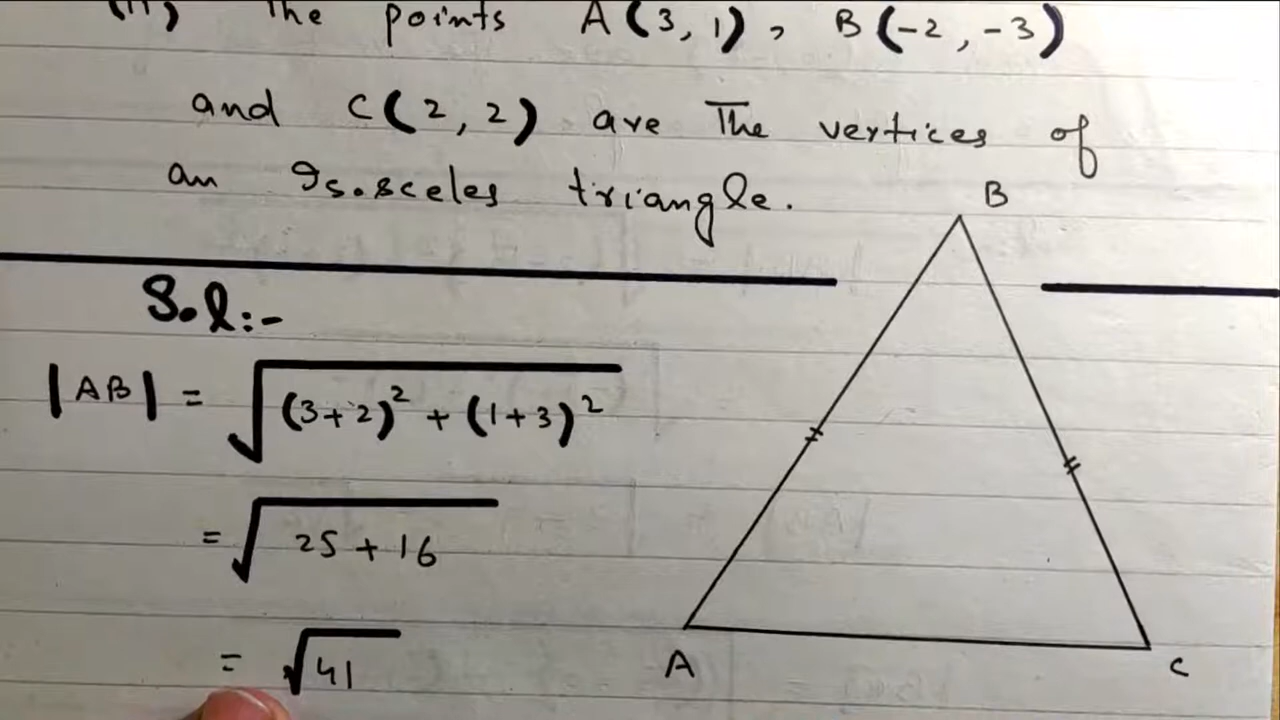 (ii) The points A(3, 1), B(-2, -3)
and C(2, 2) are The vertices of
an Isosceles triangle.
B
Sol:-
|AB| = √(3+2)² + (1+3)²
= √25 + 16
= √41
A
C